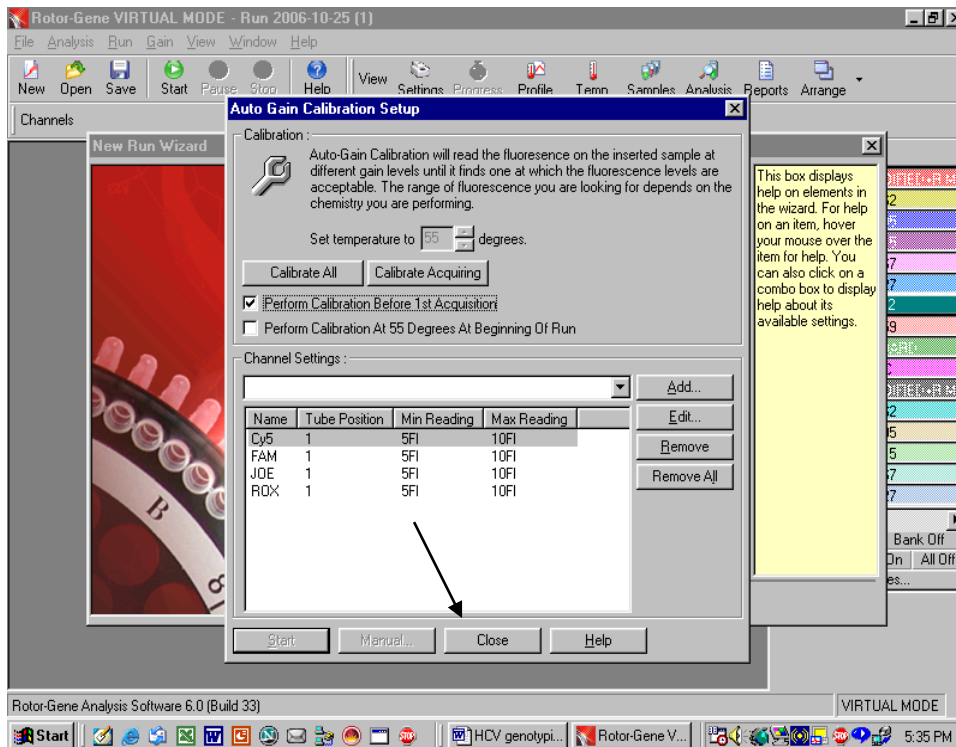 Rotor-Gene VIRTUAL MODE - Run 2006-10-25 (1)
File Analysis Run Gain View Window Help
New Open Save Start Pause Stop Help View Settings Progress Profile Temp Samples Analysis Reports Arrange
Channels
New Run Wizard
Auto Gain Calibration Setup
Calibration :
Auto-Gain Calibration will read the fluoresence on the inserted sample at
different gain levels until it finds one at which the fluorescence levels are
acceptable. The range of fluorescence you are looking for depends on the
chemistry you are performing.
Set temperature to 55 degrees.
Calibrate All Calibrate Acquiring
Perform Calibration Before 1st Acquisition
Perform Calibration At 55 Degrees At Beginning Of Run
Channel Settings :
Add...
Name Tube Position Min Reading Max Reading
Edit...
Cy5 1 5Fl 10Fl
FAM 1 5Fl 10Fl
JOE 1 5Fl 10Fl
ROX 1 5Fl 10Fl
Remove
Remove All
Start Manual... Close Help
This box displays
help on elements in
the wizard. For help
on an item, hover
your mouse over the
item for help. You
can also click on a
combo box to display
help about its
available settings.
B
8
Bank Off
On All Off
es...
Rotor-Gene Analysis Software 6.0 (Build 33)
VIRTUAL MODE
Start HCV genotypi... Rotor-Gene V... 5:35 PM